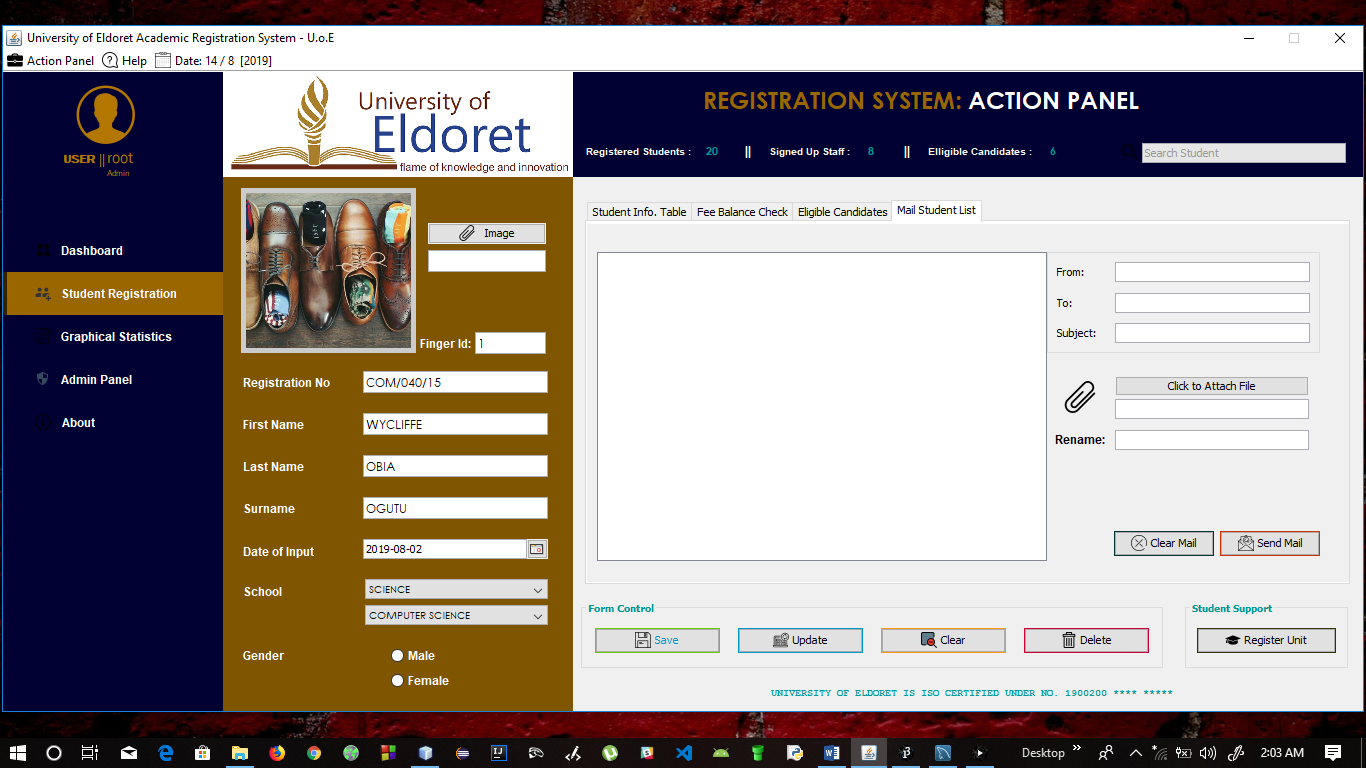 University of Eldoret Academic Registration System - U.o.E
Action Panel Help Date: 14 / 8 [2019]
USER || root
Admin
Dashboard
Student Registration
Graphical Statistics
Admin Panel
About
University of
Eldoret
flame of knowledge and innovation
REGISTRATION SYSTEM: ACTION PANEL
Registered Students : 20 || Signed Up Staff : 8 || Elligible Candidates : 6
Search Student
Image
Finger Id: 1
Registration No COM/040/15
First Name WYCLIFFE
Last Name OBIA
Surname OGUTU
Date of Input 2019-08-02
School SCIENCE
COMPUTER SCIENCE
Gender Male
Female
Student Info. Table Fee Balance Check Eligible Candidates Mail Student List
From:
To:
Subject:
Click to Attach File
Rename:
Clear Mail Send Mail
Form Control
Save Update Clear Delete
Student Support
Register Unit
UNIVERSITY OF ELDORET IS ISO CERTIFIED UNDER NO. 1900200 **** *****
Desktop 2:03 AM